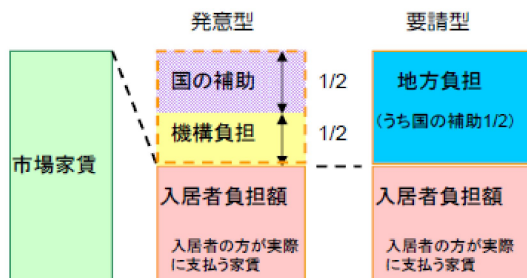 発意型
要請型
国の補助
1/2
機構負担
1/2
地方負担
(うち国の補助1/2)
市場家賃
入居者負担額
入居者の方が実際
に支払う家賃
入居者負担額
入居者の方が実際
に支払う家賃